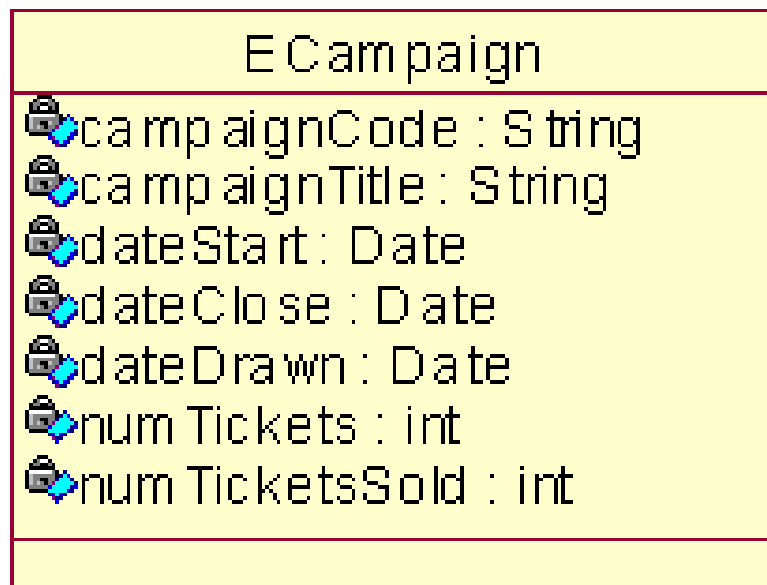 ECampaign
campaignCode : String
campaignTitle : String
dateStart : Date
dateClose : Date
dateDrawn : Date
numTickets : int
numTicketsSold : int